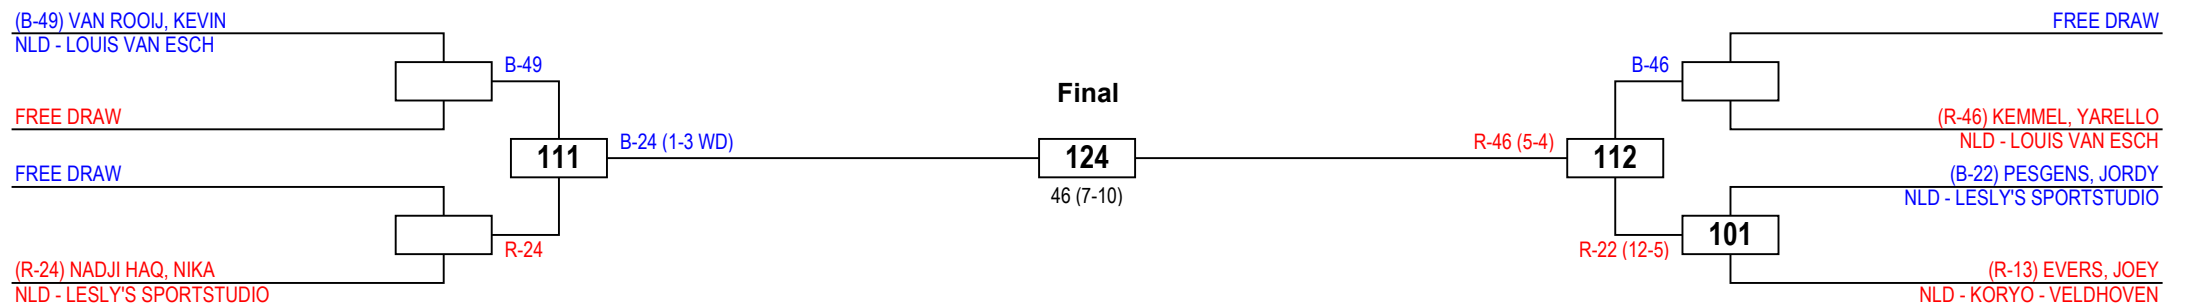 (B-49) VAN ROOIJ, KEVIN
NLD - LOUIS VAN ESCH
B-49
FREE DRAW
111
B-24 (1-3 WD)
FREE DRAW
R-24
(R-24) NADJI HAQ, NIKA
NLD - LESLY'S SPORTSTUDIO
Final
124
46 (7-10)
FREE DRAW
B-46
(R-46) KEMMEL, YARELLO
NLD - LOUIS VAN ESCH
R-46 (5-4)
112
(B-22) PESGENS, JORDY
NLD - LESLY'S SPORTSTUDIO
101
R-22 (12-5)
(R-13) EVERS, JOEY
NLD - KORYO - VELDHOVEN